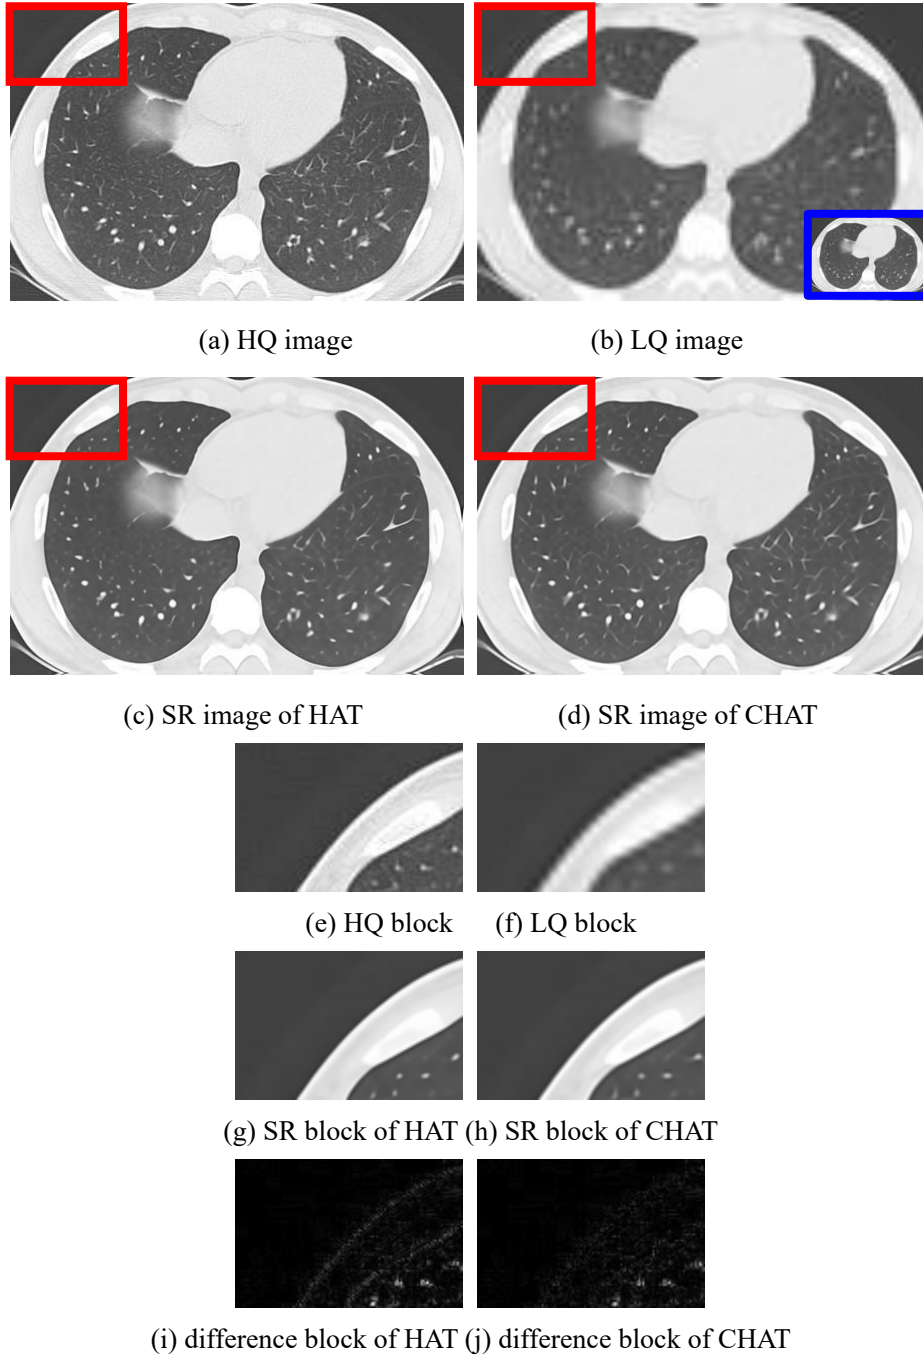 (a) HQ image (b) LQ image
(c) SR image of HAT (d) SR image of CHAT
(e) HQ block (f) LQ block
(g) SR block of HAT (h) SR block of CHAT
(i) difference block of HAT (j) difference block of CHAT